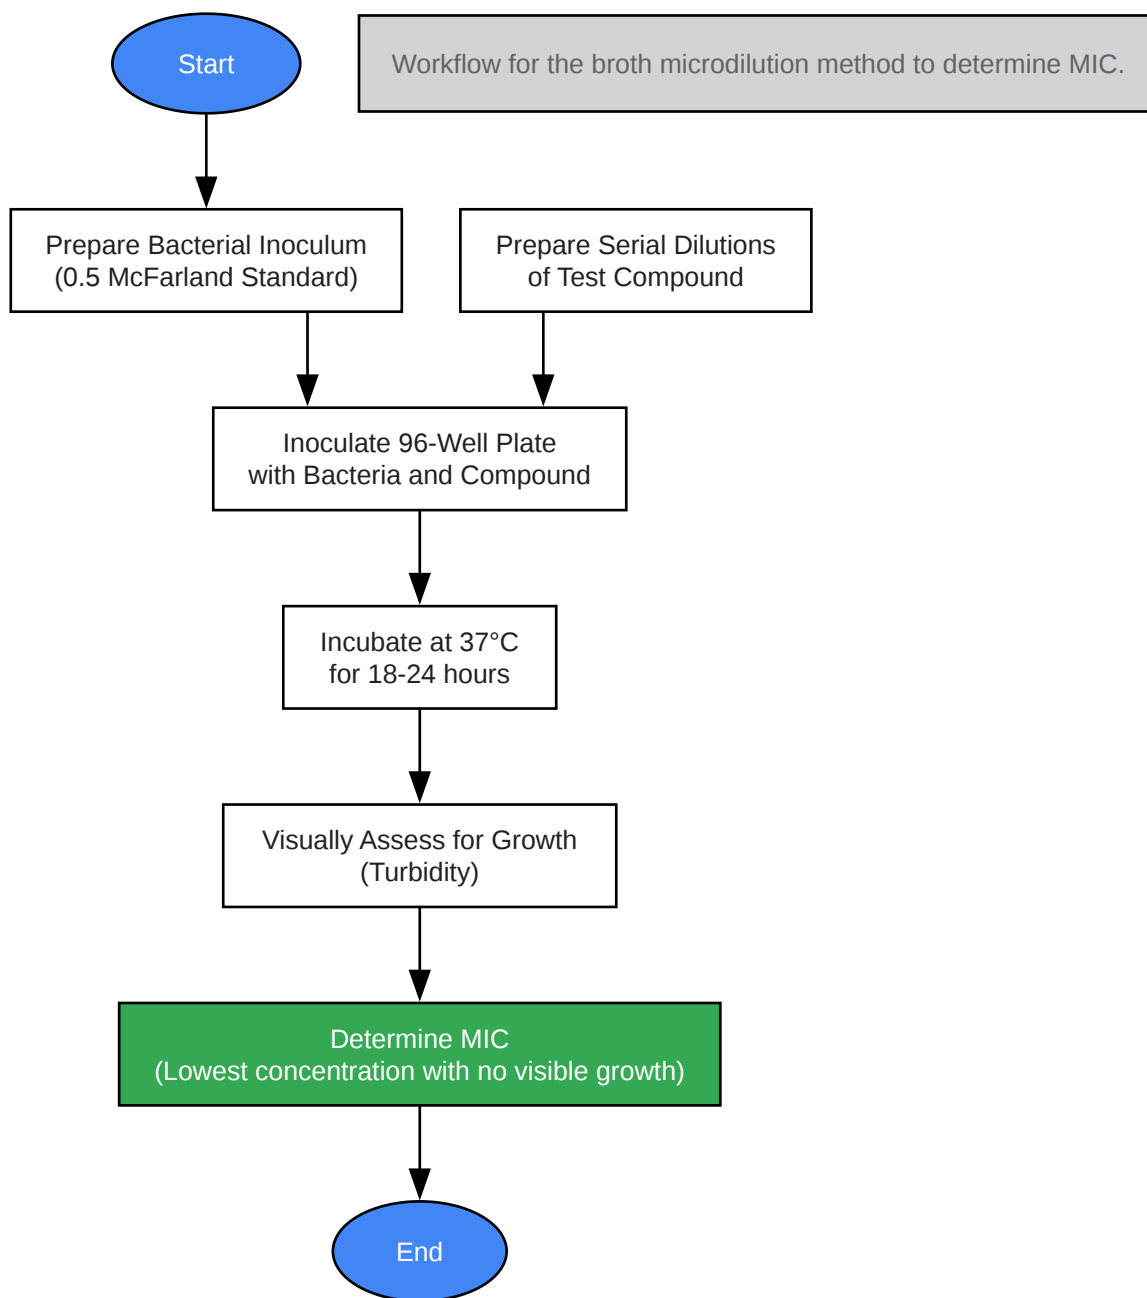 Start
Workflow for the broth microdilution method to determine MIC.
Prepare Bacterial Inoculum
(0.5 McFarland Standard)
Prepare Serial Dilutions
of Test Compound
Inoculate 96-Well Plate
with Bacteria and Compound
Incubate at 37°C
for 18-24 hours
Visually Assess for Growth
(Turbidity)
Determine MIC
(Lowest concentration with no visible growth)
End